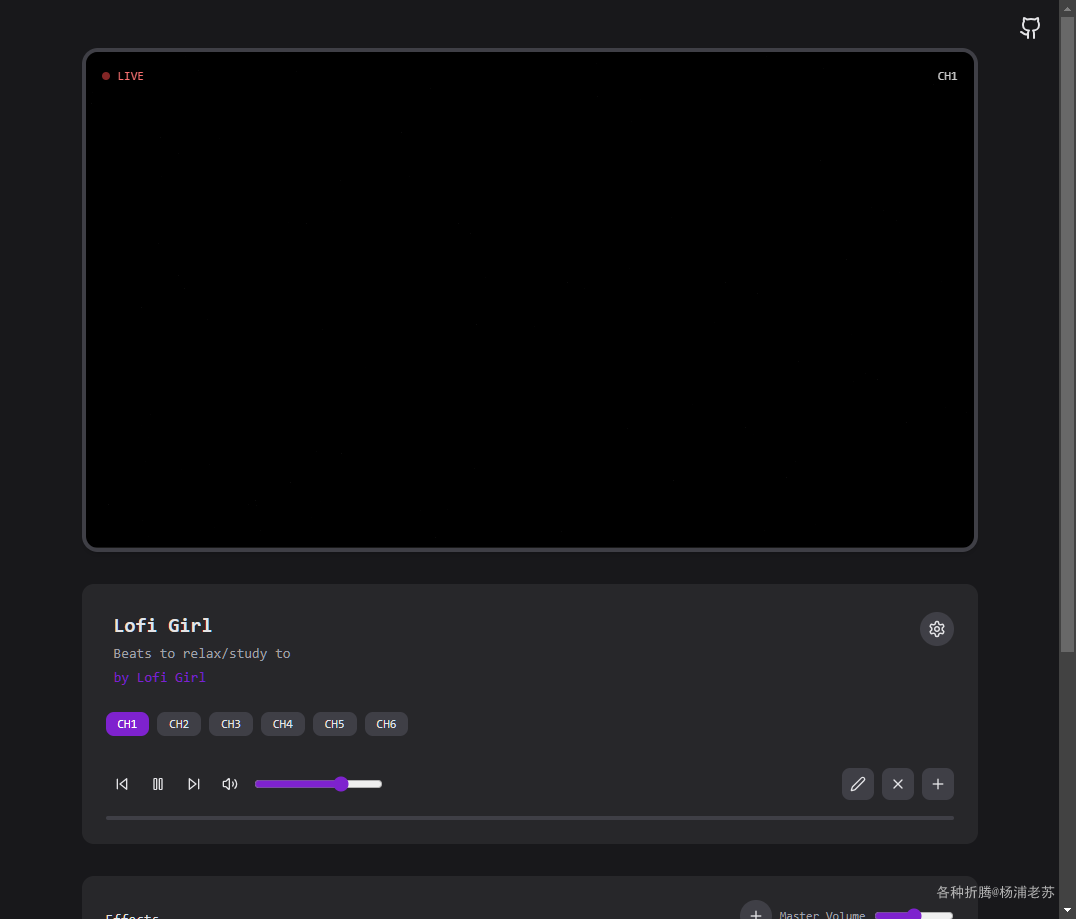 LIVE
CH1
Lofi Girl
Beats to relax/study to
by Lofi Girl
CH1 CH2 CH3 CH4 CH5 CH6
各种折腾@杨浦老苏
Effects
Master Volume